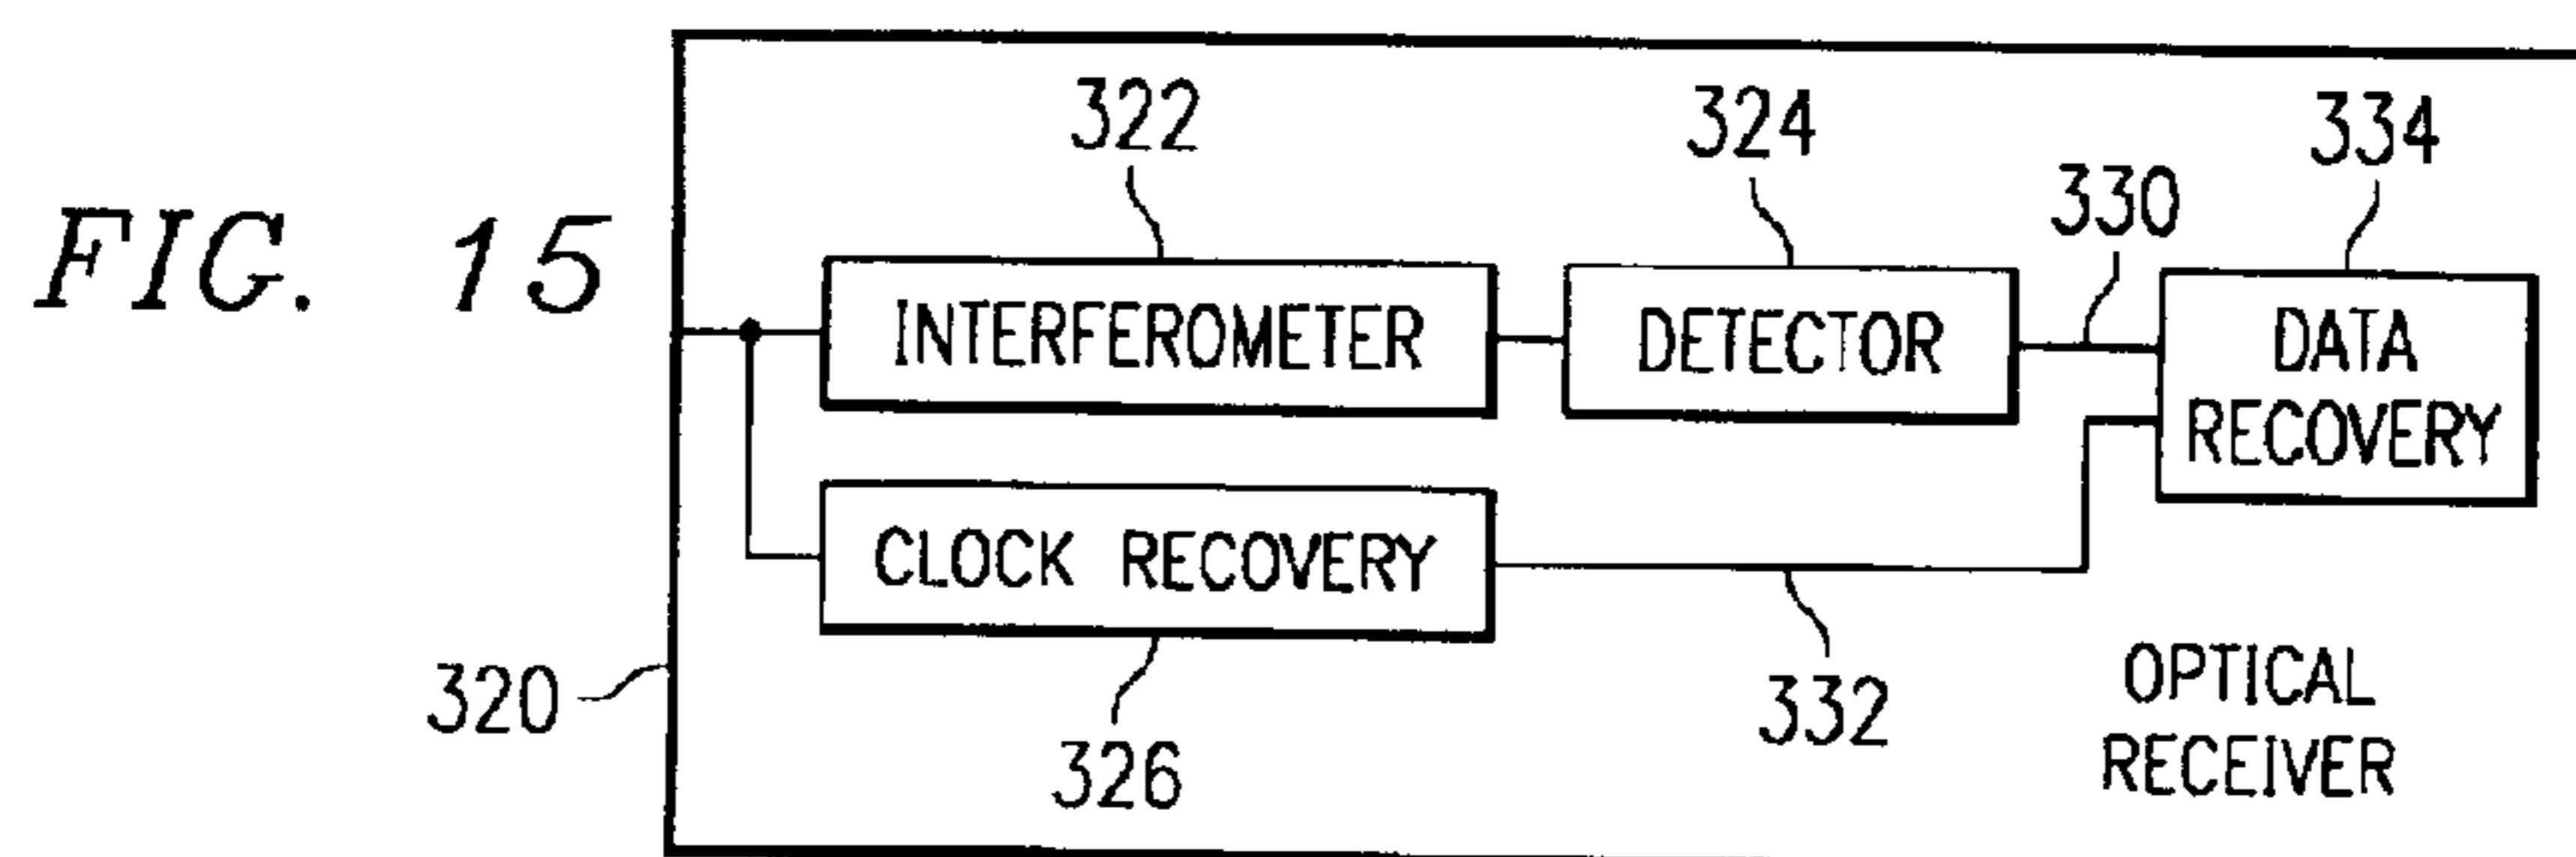 FIG. 15
322
324
330
334
INTERFEROMETER
DETECTOR
DATA
RECOVERY
CLOCK RECOVERY
320
326
332
OPTICAL
RECEIVER